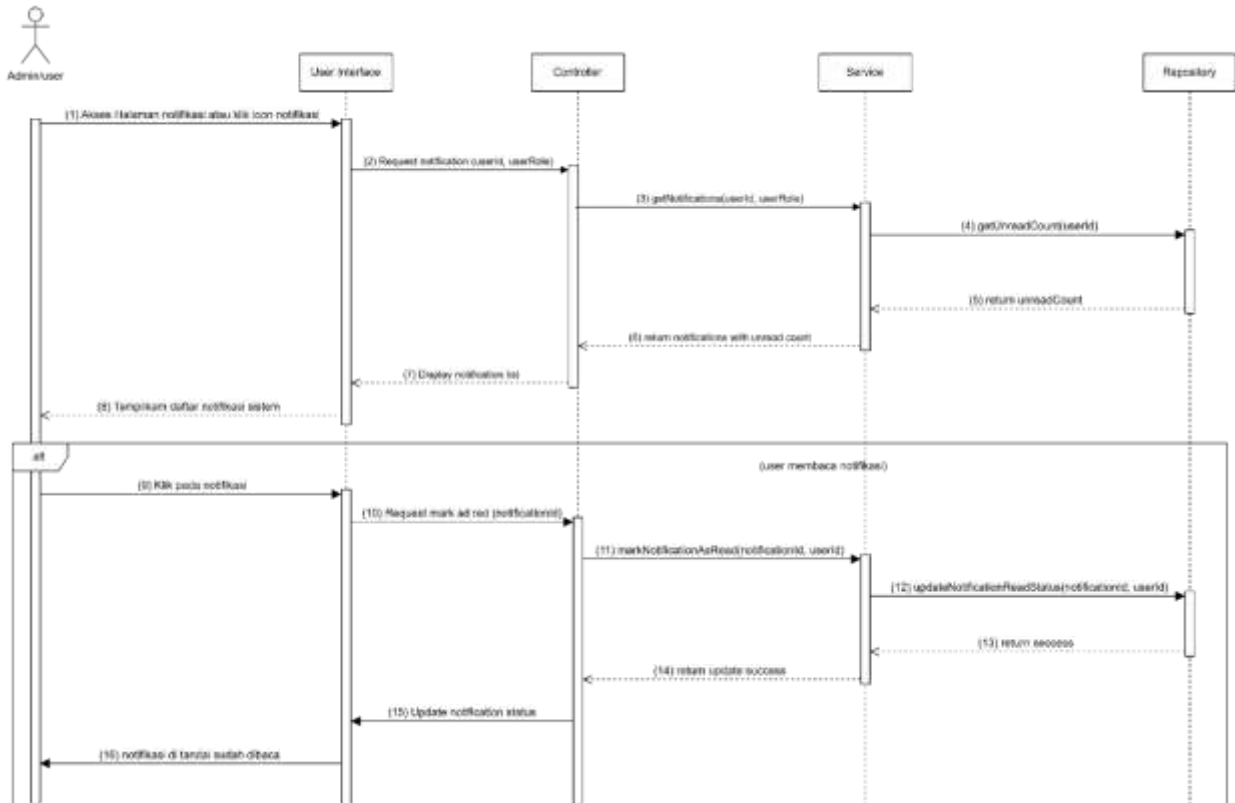 Admin/user
User Interface
Controller
Service
Repository
(1) Akses Halaman notifikasi atau klik icon notifikasi
(2) Request notification (userId, userRole)
(3) getNotifications(userId, userRole)
(4) getUnreadCount(userId)
(5) return unreadCount
(6) return notifications with unread count
(7) Display notification list
(8) Tampilkam daftar notifikasi sistem
alt
(user membaca notifikasi)
(9) Klik pada notifikasi
(10) Request mark ad red (notificationId)
(11) markNotificationAsRead(notificationId, userId)
(12) updateNotificationReadStatus(notificationId, userId)
(13) return success
(14) return update success
(15) Update notification status
(16) notifikasi di tandai sudah dibaca